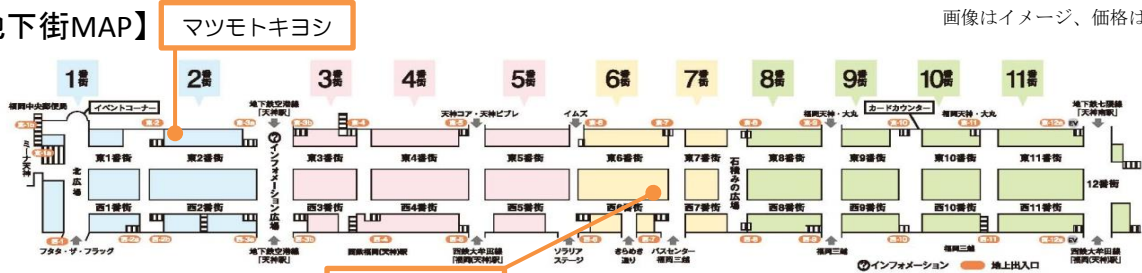 地下街MAP】
マツモトキヨシ
画像はイメージ、価格は
1番街
2番街
3番街
4番街
5番街
6番街
7番街
8番街
9番街
10番街
11番街
福岡中央郵便局
イベントコーナー
地下鉄空港線
「天神駅」
天神コア・天神ビブレ
イムズ
福岡天神・大丸
カードカウンター
福岡天神・大丸
地下鉄七隈線
「天神南駅」
ミーナ天神
北広場
インフォメーション広場
石積みの広場
東1番街
東2番街
東3番街
東4番街
東5番街
東6番街
東7番街
東8番街
東9番街
東10番街
東11番街
12番街
西1番街
西2番街
西3番街
西4番街
西5番街
西6番街
西7番街
西8番街
西9番街
西10番街
西11番街
フタタ・ザ・フラッグ
地下鉄空港線
「天神駅」
西鉄福岡(天神)駅
西鉄大牟田線
「福岡(天神)駅」
ソラリア
ステージ
きらめき
通り
バスセンター
福岡三越
福岡三越
福岡三越
西鉄大牟田線
「福岡(天神)駅」
インフォメーション
地上出入口